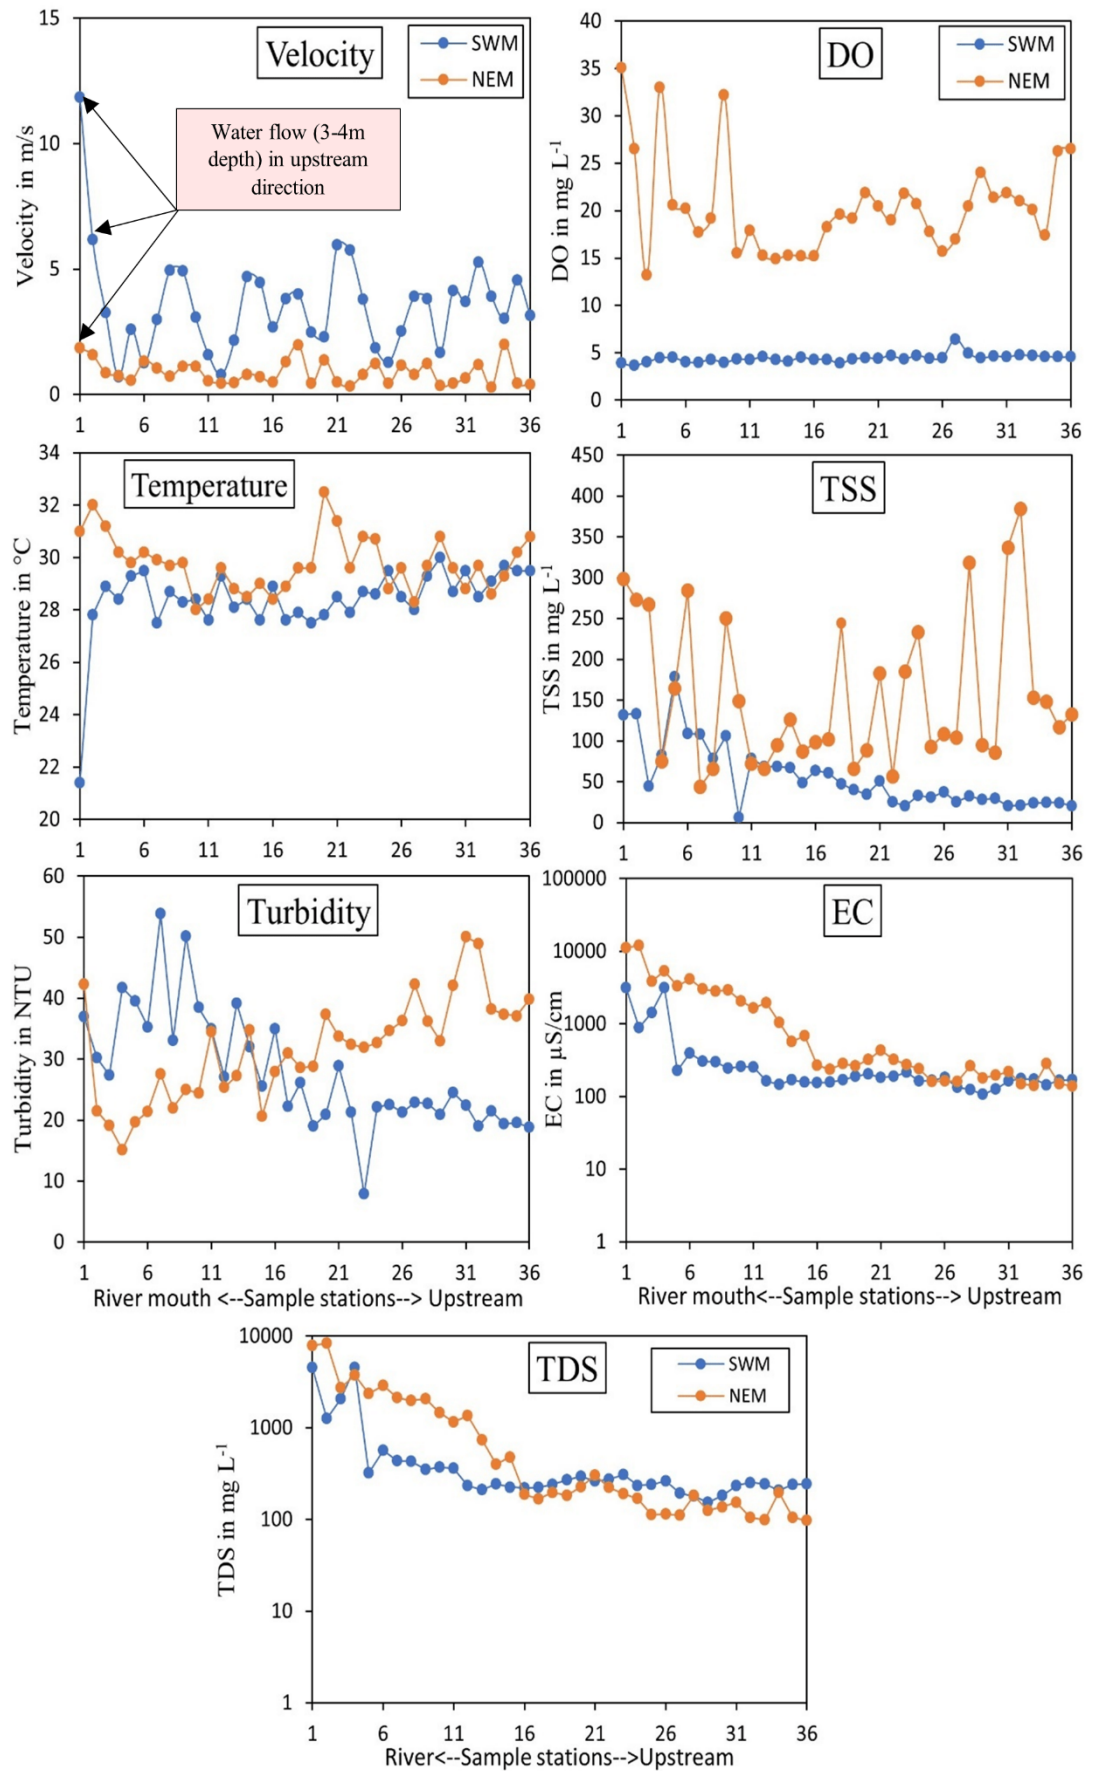 Velocity
SWM
NEM
Water flow (3-4m
depth) in upstream
direction
Velocity in m/s
15
10
5
0
1 6 11 16 21 26 31 36
DO
SWM
NEM
DO in mg L-1
40
35
30
25
20
15
10
5
0
1 6 11 16 21 26 31 36
Temperature
Temperature in °C
34
32
30
28
26
24
22
20
1 6 11 16 21 26 31 36
TSS
TSS in mg L-1
450
400
350
300
250
200
150
100
50
0
1 6 11 16 21 26 31 36
Turbidity
Turbidity in NTU
60
50
40
30
20
10
0
1 6 11 16 21 26 31 36
River mouth <--Sample stations--> Upstream
EC
EC in µS/cm
100000
10000
1000
100
10
1
1 6 11 16 21 26 31 36
River mouth<--Sample stations--> Upstream
TDS
SWM
NEM
TDS in mg L-1
10000
1000
100
10
1
1 6 11 16 21 26 31 36
River<--Sample stations-->Upstream